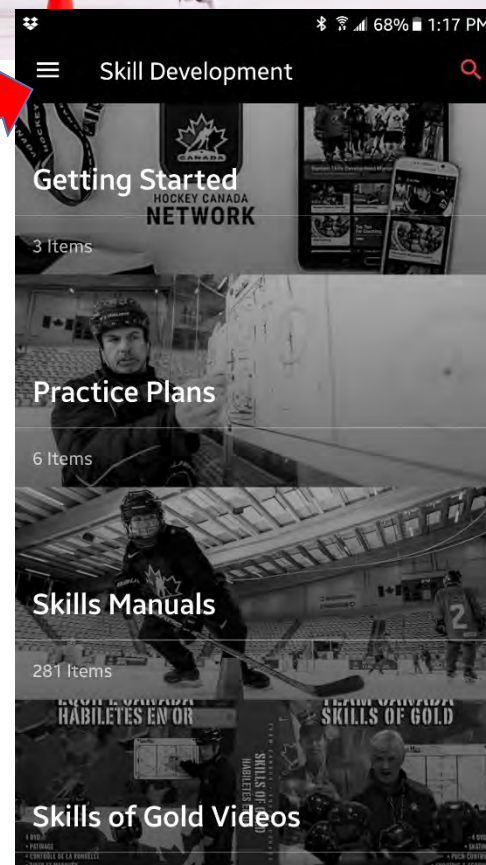 68% 1:17 PM
Skill Development
CANADA
Getting Started
HOCKEY CANADA
NETWORK
3 Items
Practice Plans
6 Items
Skills Manuals
2
281 Items
HABILETÉS EN OR
SKILLS OF GOLD
Skills of Gold Videos